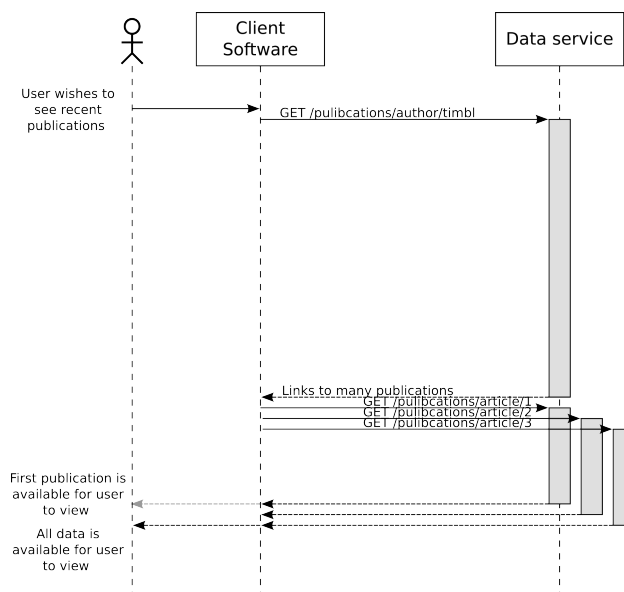 Client
Software
Data service
User wishes to
see recent
publications
GET /pulibcations/author/timbl
Links to many publications
GET /pulibcations/article/1
GET /pulibcations/article/2
GET /pulibcations/article/3
First publication is
available for user
to view
All data is
available for user
to view